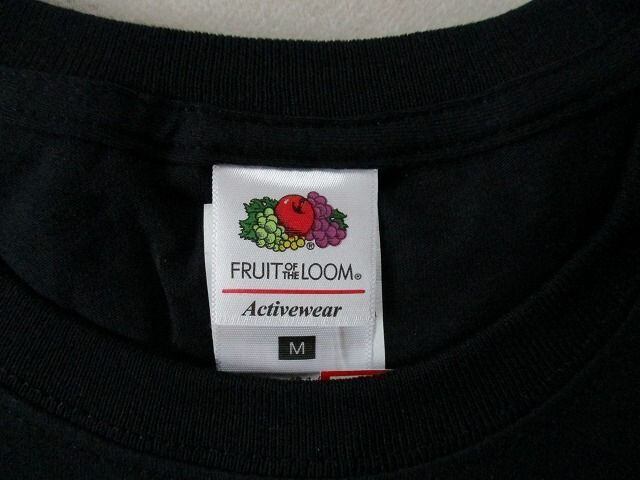 ®
FRUIT OF THE LOOM®
Activewear
M